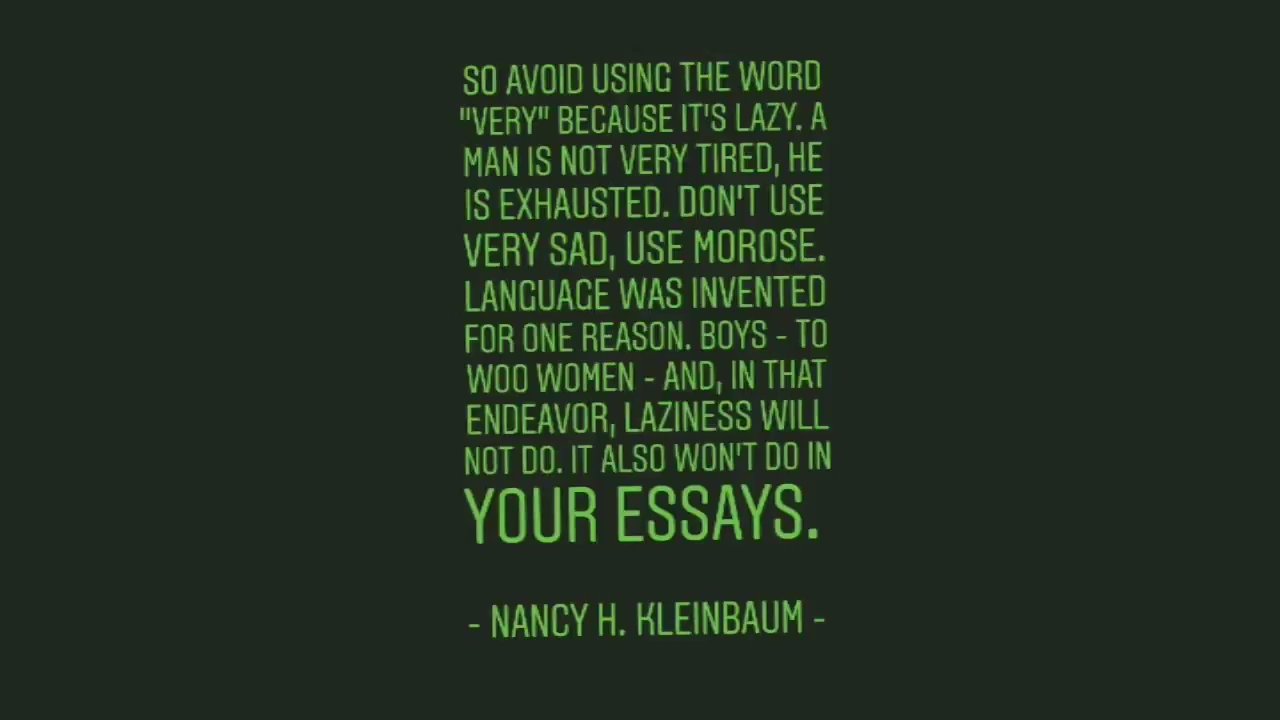 SO AVOID USING THE WORD
"VERY" BECAUSE IT'S LAZY. A
MAN IS NOT VERY TIRED, HE
IS EXHAUSTED. DON'T USE
VERY SAD, USE MOROSE.
LANGUAGE WAS INVENTED
FOR ONE REASON. BOYS - TO
WOO WOMEN - AND, IN THAT
ENDEAVOR, LAZINESS WILL
NOT DO. IT ALSO WON'T DO IN
YOUR ESSAYS.
- NANCY H. KLEINBAUM -